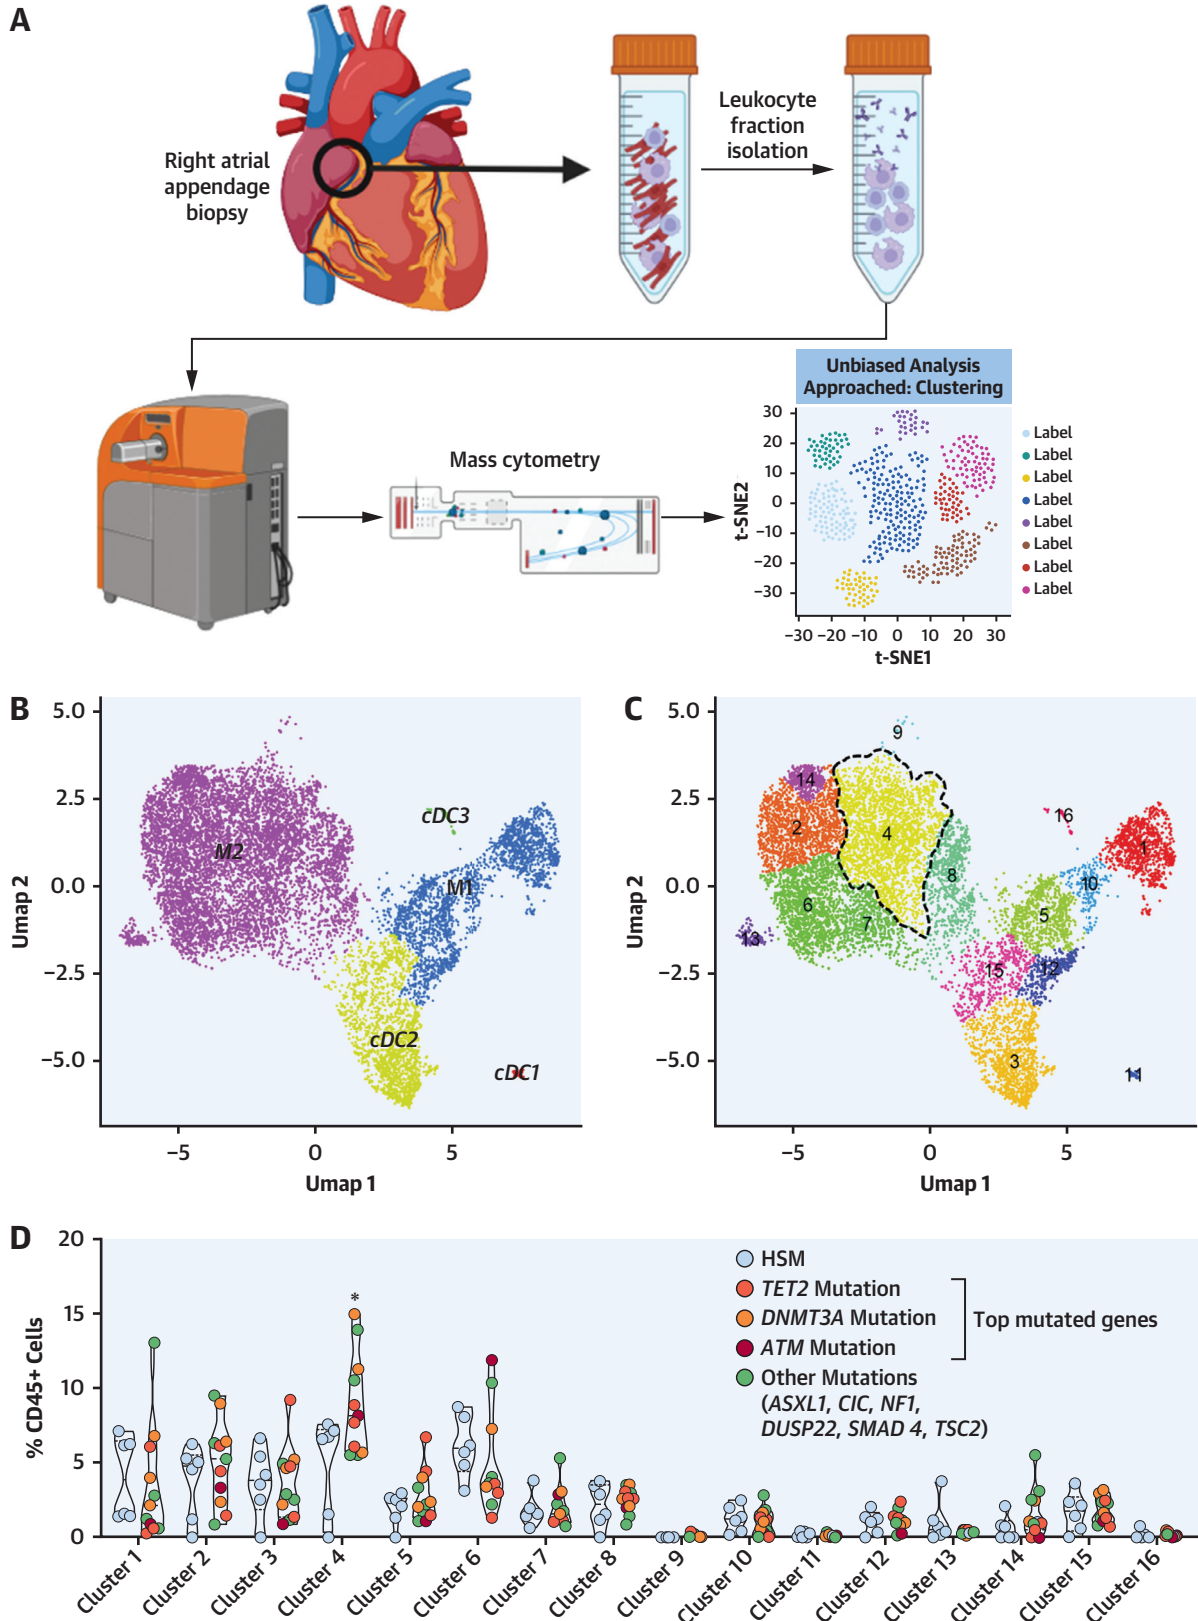 A
Right atrial
appendage
biopsy
Leukocyte
fraction
isolation
Mass cytometry
Unbiased Analysis
Approached: Clustering
30
20
10
0
−10
−20
−30
t-SNE2
−30 −20 −10 0 10 20 30
t-SNE1
Label
Label
Label
Label
Label
Label
Label
Label
B
5.0
2.5
0.0
−2.5
−5.0
Umap 2
M2
cDC3
M1
cDC2
cDC1
−5 0 5
Umap 1
C
5.0
2.5
0.0
−2.5
−5.0
Umap 2
9
14
16
2
4
1
8
10
6
7
5
13
15
12
3
11
−5 0 5
Umap 1
D
20
15
10
5
0
% CD45+ Cells
*
HSM
TET2 Mutation
DNMT3A Mutation
ATM Mutation
Top mutated genes
Other Mutations
(ASXL1, CIC, NF1,
DUSP22, SMAD 4, TSC2)
Cluster 1
Cluster 2
Cluster 3
Cluster 4
Cluster 5
Cluster 6
Cluster 7
Cluster 8
Cluster 9
Cluster 10
Cluster 11
Cluster 12
Cluster 13
Cluster 14
Cluster 15
Cluster 16